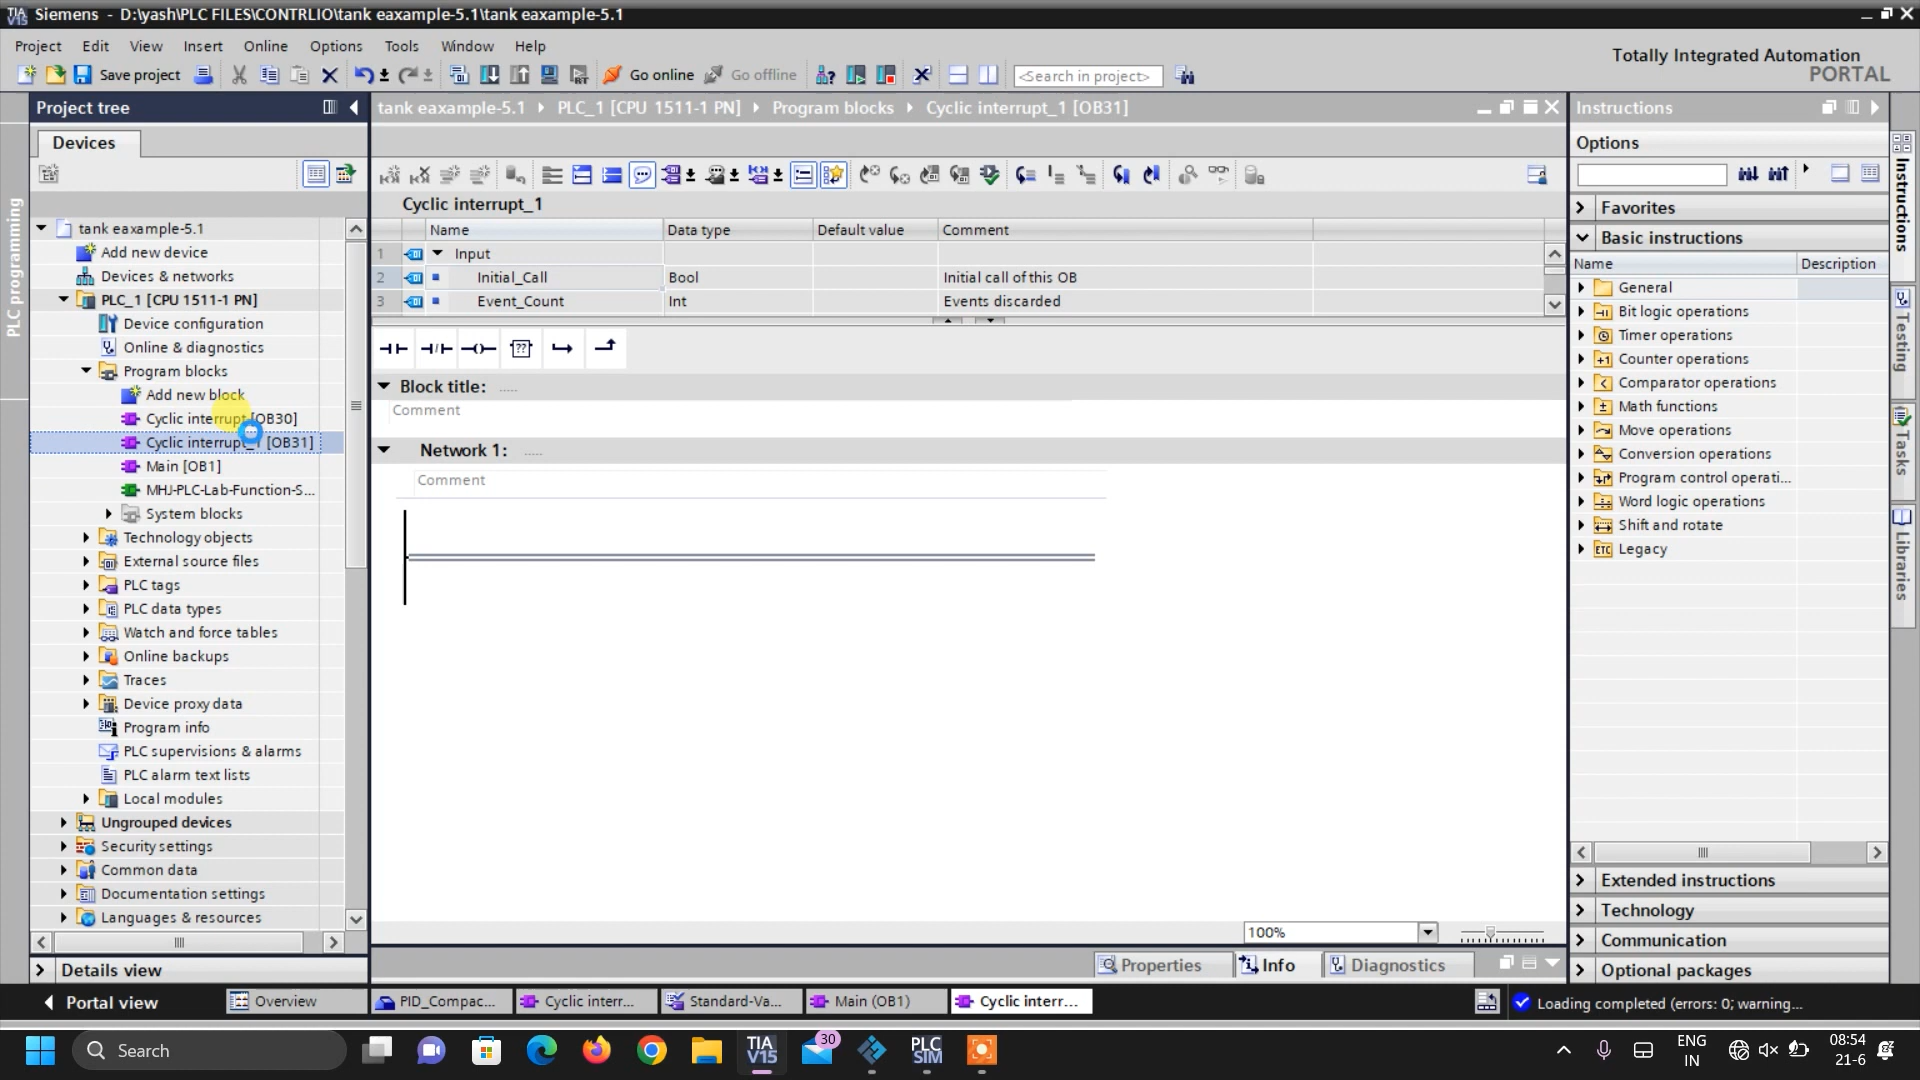 Siemens - D:\yash\PLC FILES\CONTRLIO\tank eaxample-5.1\tank eaxample-5.1
Project Edit View Insert Online Options Tools Window Help
Totally Integrated Automation
PORTAL
Save project Go online Go offline <Search in project>
Project tree
tank eaxample-5.1 PLC_1 [CPU 1511-1 PN] Program blocks Cyclic interrupt_1 [OB31]
Instructions
Devices
Options
PLC programming
Cyclic interrupt_1
Name Data type Default value Comment
1 Input
2 Initial_Call Bool Initial call of this OB
3 Event_Count Int Events discarded
tank eaxample-5.1
Add new device
Devices & networks
PLC_1 [CPU 1511-1 PN]
Device configuration
Online & diagnostics
Program blocks
Add new block
Cyclic interrupt [OB30]
Cyclic interrupt_1 [OB31]
Main [OB1]
MHJ-PLC-Lab-Function-S...
System blocks
Technology objects
External source files
PLC tags
PLC data types
Watch and force tables
Online backups
Traces
Device proxy data
Program info
PLC supervisions & alarms
PLC alarm text lists
Local modules
Ungrouped devices
Security settings
Common data
Documentation settings
Languages & resources
Details view
??
Block title: .....
Comment
Network 1: .....
Comment
100%
Properties Info Diagnostics
Favorites
Basic instructions
Name Description
General
Bit logic operations
Timer operations
Counter operations
Comparator operations
Math functions
Move operations
Conversion operations
Program control operati...
Word logic operations
Shift and rotate
Legacy
Extended instructions
Technology
Communication
Optional packages
Instructions
Testing
Tasks
Libraries
Portal view Overview PID_Compac... Cyclic interr... Standard-Va... Main (OB1) Cyclic interr... Loading completed (errors: 0; warning...
Search
TIA V15
30
PLC SIM
ENG
IN
08:54
21-6